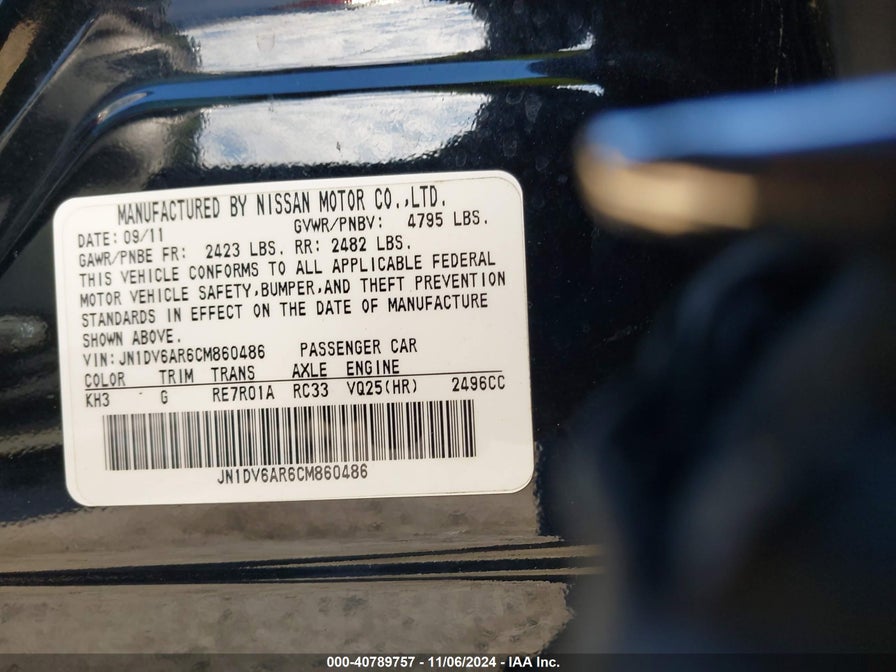 MANUFACTURED BY NISSAN MOTOR CO.,LTD.
DATE: 09/11 GVWR/PNBV: 4795 LBS.
GAWR/PNBE FR: 2423 LBS. RR: 2482 LBS.
THIS VEHICLE CONFORMS TO ALL APPLICABLE FEDERAL
MOTOR VEHICLE SAFETY,BUMPER,AND THEFT PREVENTION
STANDARDS IN EFFECT ON THE DATE OF MANUFACTURE
SHOWN ABOVE.
VIN:JN1DV6AR6CM860486 PASSENGER CAR
COLOR TRIM TRANS AXLE ENGINE
KH3 G RE7R01A RC33 VQ25(HR) 2496CC
JN1DV6AR6CM860486
000-40789757 - 11/06/2024 - IAA Inc.